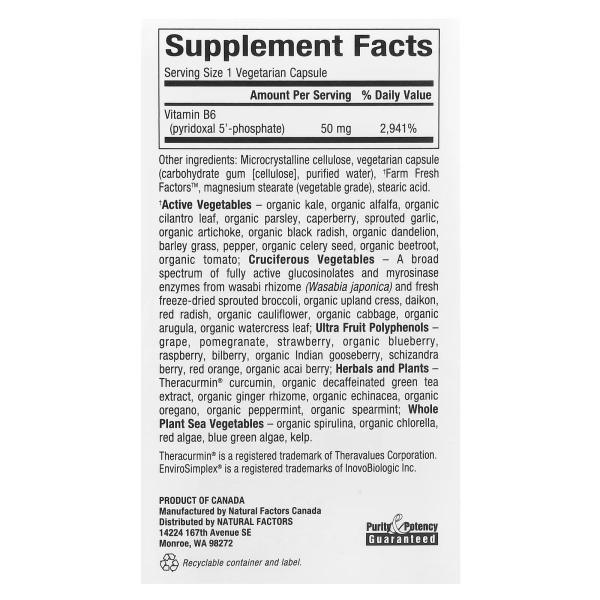 Supplement Facts
Serving Size 1 Vegetarian Capsule
Amount Per Serving % Daily Value
Vitamin B6
(pyridoxal 5'-phosphate) 50 mg 2,941%
Other ingredients: Microcrystalline cellulose, vegetarian capsule
(carbohydrate gum [cellulose], purified water), †Farm Fresh
Factors™, magnesium stearate (vegetable grade), stearic acid.
†Active Vegetables – organic kale, organic alfalfa, organic
cilantro leaf, organic parsley, caperberry, sprouted garlic,
organic artichoke, organic black radish, organic dandelion,
barley grass, pepper, organic celery seed, organic beetroot,
organic tomato; Cruciferous Vegetables – A broad
spectrum of fully active glucosinolates and myrosinase
enzymes from wasabi rhizome (Wasabia japonica) and fresh
freeze-dried sprouted broccoli, organic upland cress, daikon,
red radish, organic cauliflower, organic cabbage, organic
arugula, organic watercress leaf; Ultra Fruit Polyphenols –
grape, pomegranate, strawberry, organic blueberry,
raspberry, bilberry, organic Indian gooseberry, schizandra
berry, red orange, organic acai berry; Herbals and Plants –
Theracurmin® curcumin, organic decaffeinated green tea
extract, organic ginger rhizome, organic echinacea, organic
oregano, organic peppermint, organic spearmint; Whole
Plant Sea Vegetables – organic spirulina, organic chlorella,
red algae, blue green algae, kelp.
Theracurmin® is a registered trademark of Theravalues Corporation.
EnviroSimplex® is a registered trademarks of InovoBiologic Inc.
PRODUCT OF CANADA
Manufactured by Natural Factors Canada
Distributed by NATURAL FACTORS
14224 167th Avenue SE
Monroe, WA 98272
Purity & Potency
Guaranteed
Recyclable container and label.